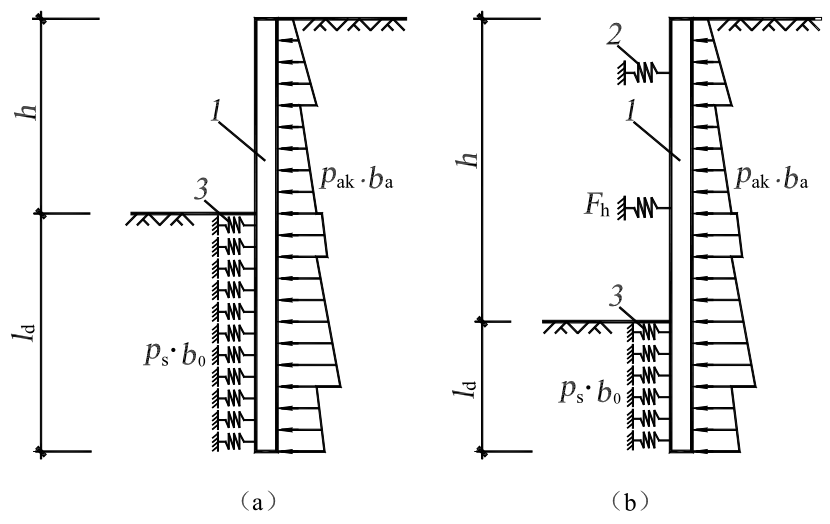 h
1
p_ak · b_a
3
l_d
p_s · b_0
(a)
2
h
1
p_ak · b_a
F_h
3
l_d
p_s · b_0
(b)